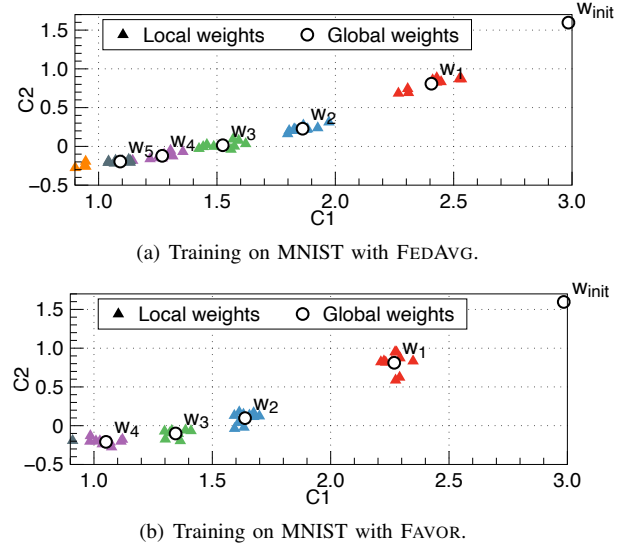 w_init
Local weights Global weights
1.5
1.0
0.5
0
−0.5
C2
w_1
w_2
w_3
w_4
w_5
1.0 1.5 2.0 2.5 3.0
C1
(a) Training on MNIST with FEDAVG.
w_init
Local weights Global weights
1.5
1.0
0.5
0
−0.5
C2
w_1
w_2
w_3
w_4
1.0 1.5 2.0 2.5 3.0
C1
(b) Training on MNIST with FAVOR.